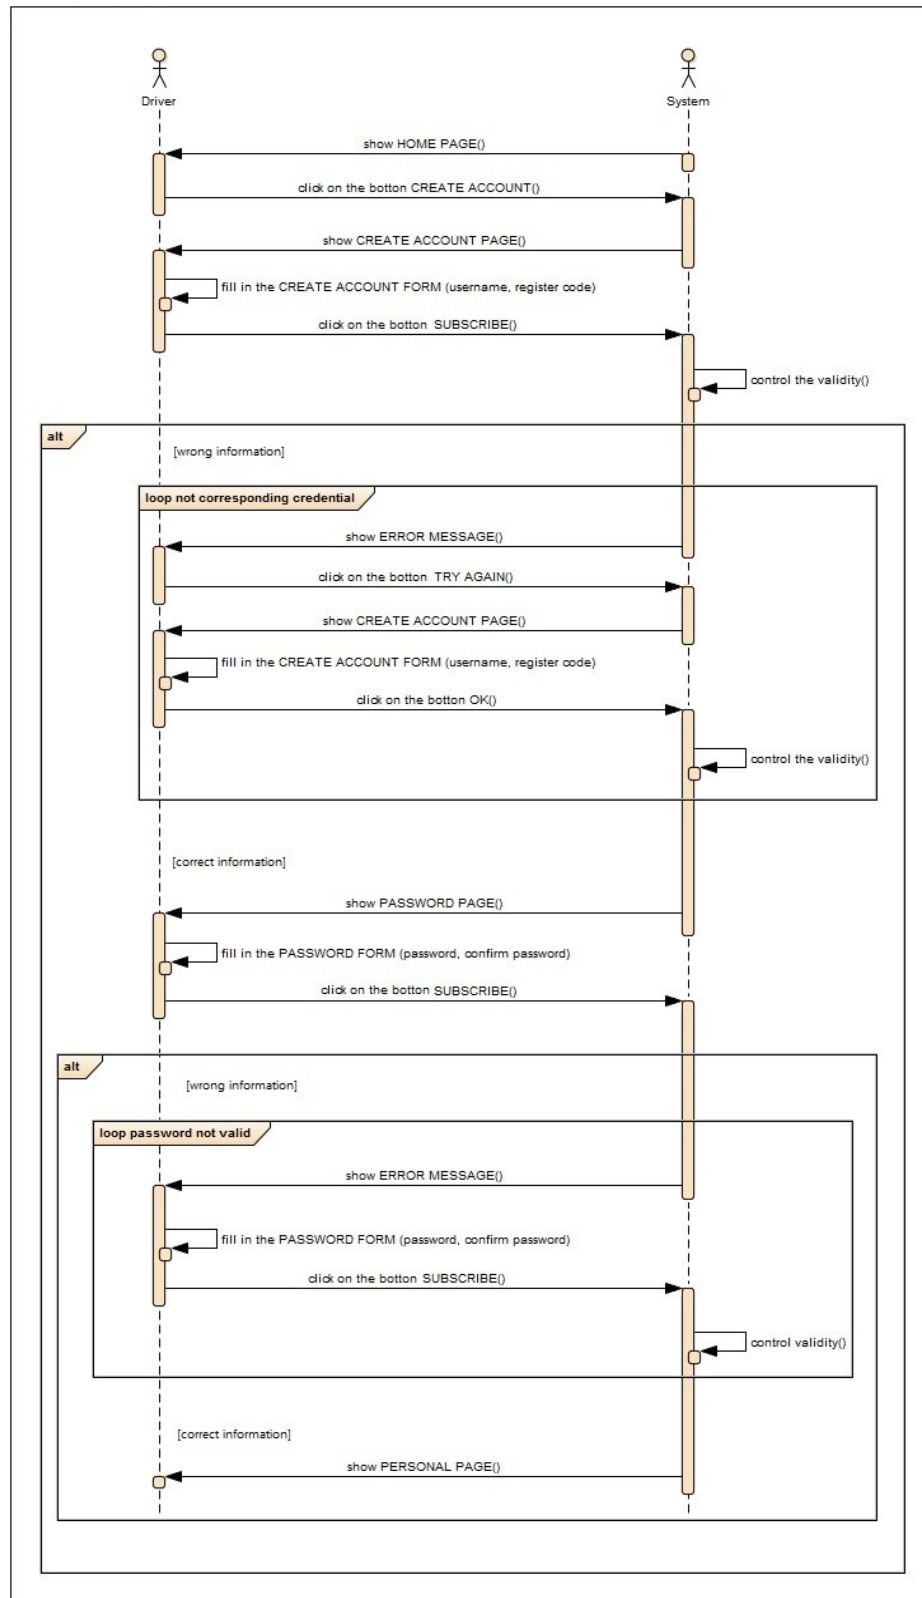 Driver
System
show HOME PAGE()
click on the botton CREATE ACCOUNT()
show CREATE ACCOUNT PAGE()
fill in the CREATE ACCOUNT FORM (username, register code)
click on the botton SUBSCRIBE()
control the validity()
alt
[wrong information]
loop not corresponding credential
show ERROR MESSAGE()
click on the botton TRY AGAIN()
show CREATE ACCOUNT PAGE()
fill in the CREATE ACCOUNT FORM (username, register code)
click on the botton OK()
control the validity()
[correct information]
show PASSWORD PAGE()
fill in the PASSWORD FORM (password, confirm password)
click on the botton SUBSCRIBE()
alt
[wrong information]
loop password not valid
show ERROR MESSAGE()
fill in the PASSWORD FORM (password, confirm password)
click on the botton SUBSCRIBE()
control validity()
[correct information]
show PERSONAL PAGE()